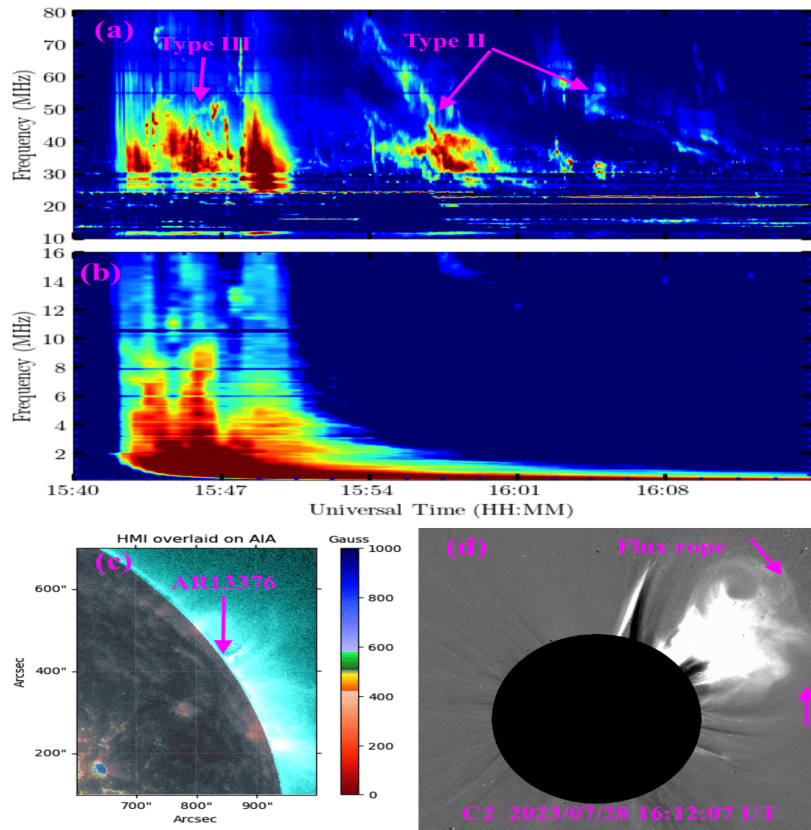 80
(a)
Type III
Type II
70
60
50
40
30
20
10
Frequency (MHz)
16
(b)
14
12
10
8
6
4
2
Frequency (MHz)
15:40 15:47 15:54 16:01 16:08
Universal Time (HH:MM)
HMI overlaid on AIA
Gauss
(c)
AR13376
600"
400"
200"
Arcsec
700" 800" 900"
Arcsec
1000
800
600
400
200
0
(d)
Flux rope
C2 2023/07/28 16:12:07 UT